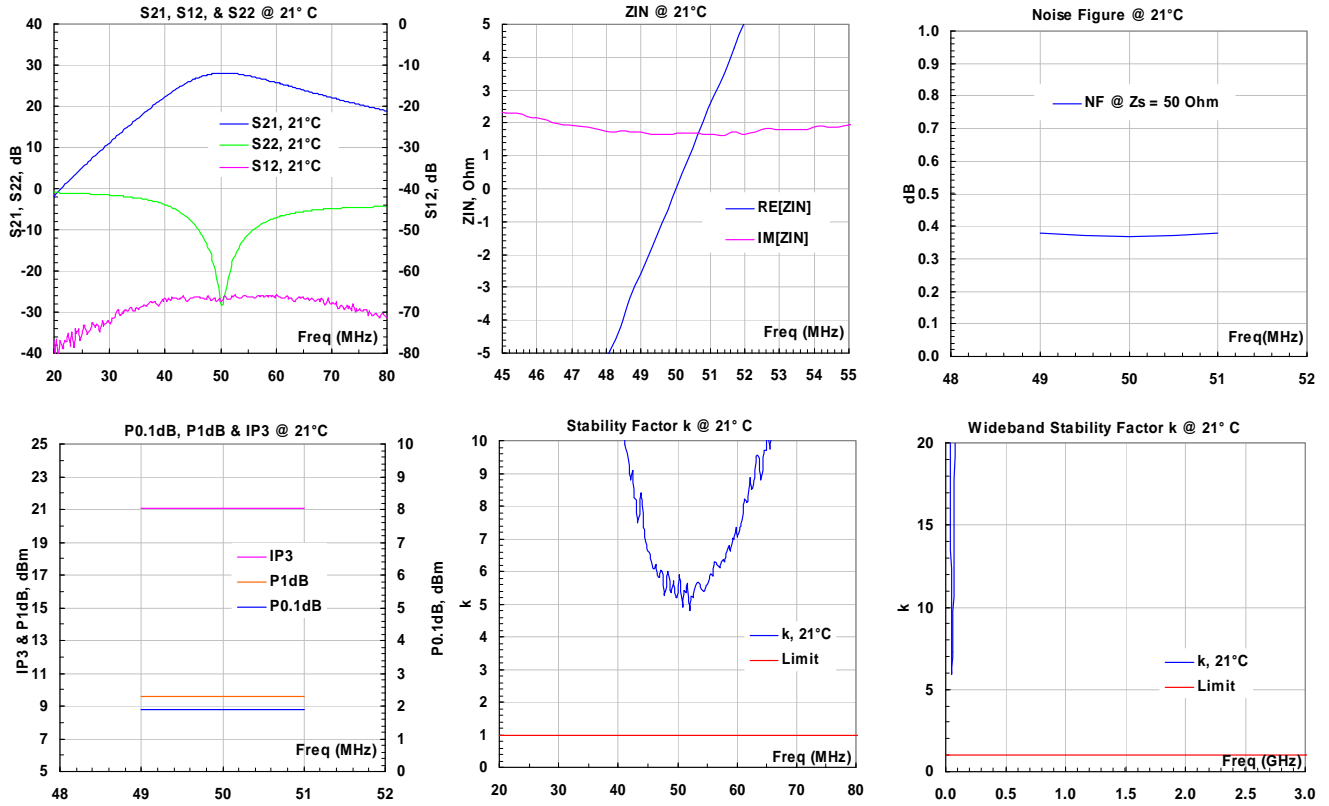 S21, S12, & S22 @ 21° C
40
30
20
10
0
-10
-20
-30
-40
S21, S22, dB
0
-10
-20
-30
-40
-50
-60
-70
-80
S12, dB
S21, 21°C
S22, 21°C
S12, 21°C
Freq (MHz)
20 30 40 50 60 70 80
ZIN @ 21°C
5
4
3
2
1
0
-1
-2
-3
-4
-5
ZIN, Ohm
RE[ZIN]
IM[ZIN]
Freq (MHz)
45 46 47 48 49 50 51 52 53 54 55
Noise Figure @ 21°C
1.0
0.9
0.8
0.7
0.6
0.5
0.4
0.3
0.2
0.1
0.0
dB
NF @ Zs = 50 Ohm
Freq(MHz)
48 49 50 51 52
P0.1dB, P1dB & IP3 @ 21°C
25
23
21
19
17
15
13
11
9
7
5
IP3 & P1dB, dBm
10
9
8
7
6
5
4
3
2
1
0
P0.1dB, dBm
IP3
P1dB
P0.1dB
Freq (MHz)
48 49 50 51 52
Stability Factor k @ 21° C
10
9
8
7
6
5
4
3
2
1
0
k
k, 21°C
Limit
Freq (MHz)
20 30 40 50 60 70 80
Wideband Stability Factor k @ 21° C
20
15
10
5
0
k
k, 21°C
Limit
Freq (GHz)
0.0 0.5 1.0 1.5 2.0 2.5 3.0